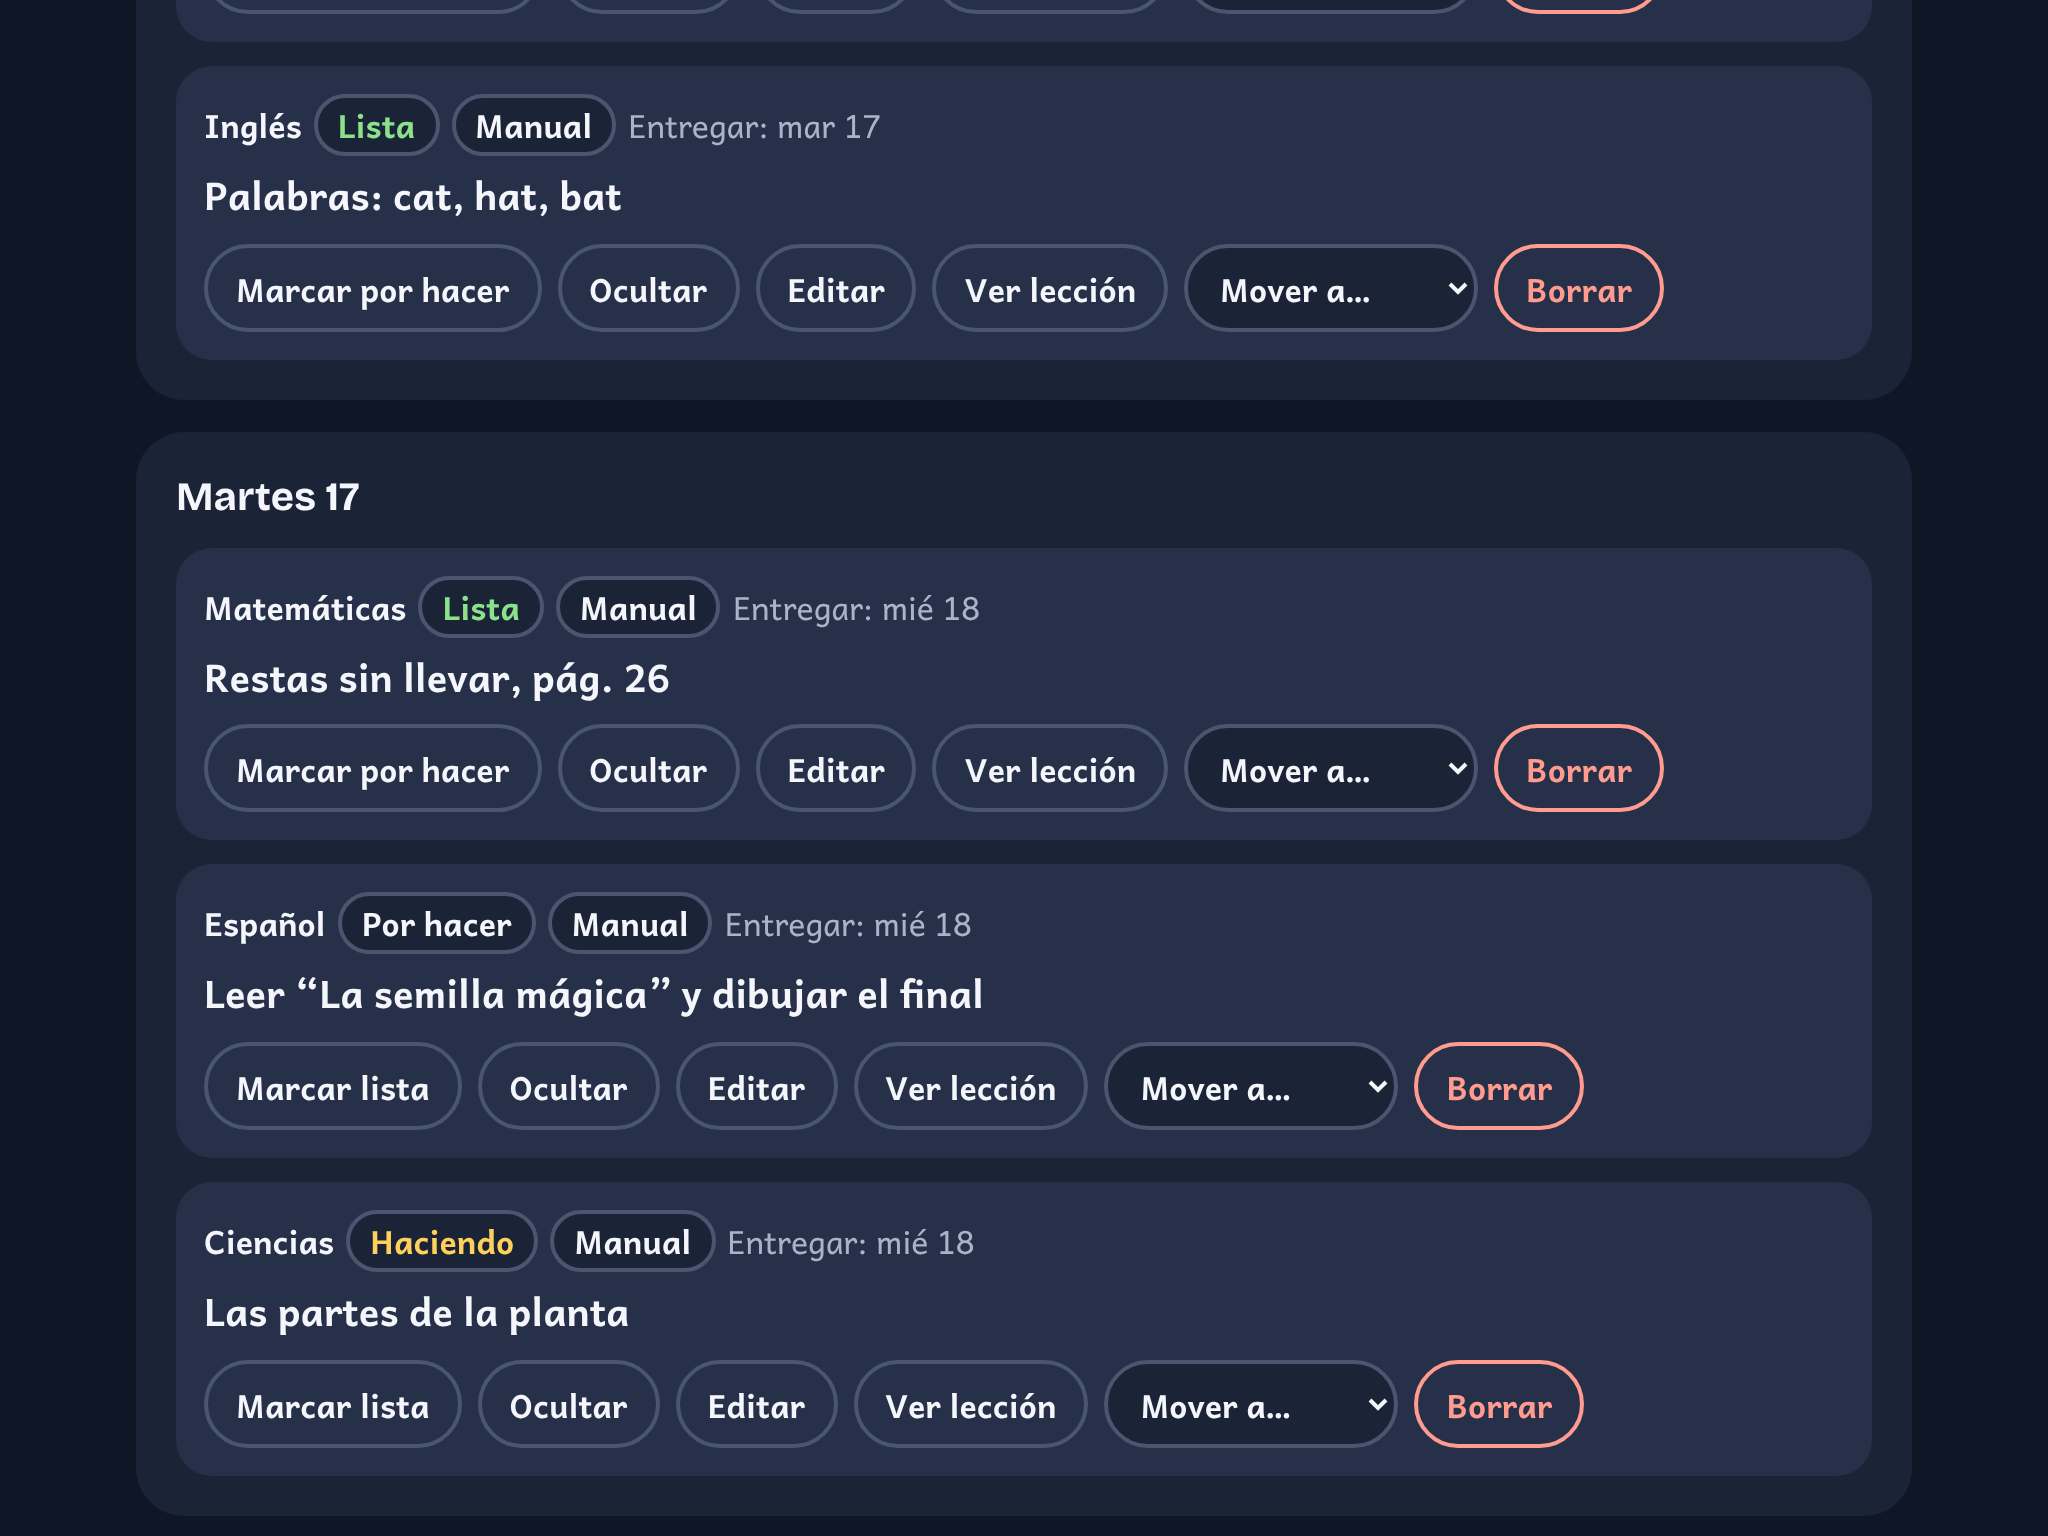 Inglés Lista Manual Entregar: mar 17
Palabras: cat, hat, bat
Marcar por hacer Ocultar Editar Ver lección Mover a... Borrar
Martes 17
Matemáticas Lista Manual Entregar: mié 18
Restas sin llevar, pág. 26
Marcar por hacer Ocultar Editar Ver lección Mover a... Borrar
Español Por hacer Manual Entregar: mié 18
Leer “La semilla mágica” y dibujar el final
Marcar lista Ocultar Editar Ver lección Mover a... Borrar
Ciencias Haciendo Manual Entregar: mié 18
Las partes de la planta
Marcar lista Ocultar Editar Ver lección Mover a... Borrar